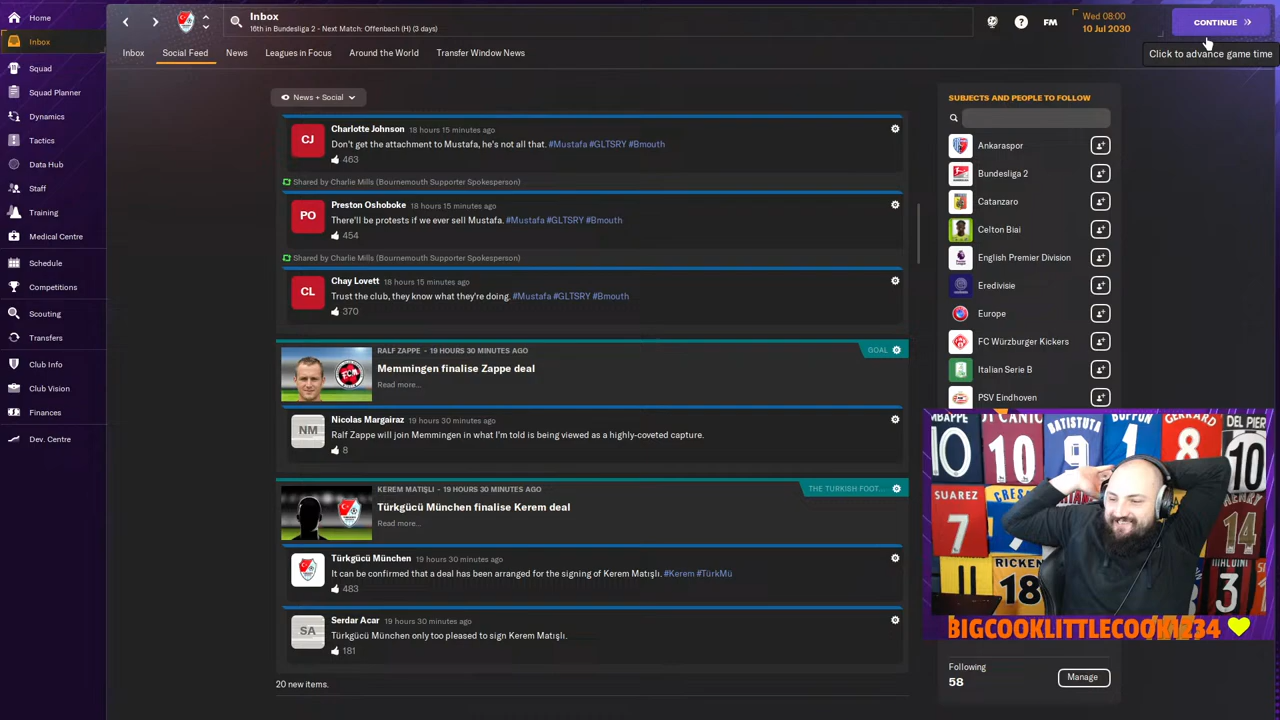 Home
Inbox
Squad
Squad Planner
Dynamics
Tactics
Data Hub
Staff
Training
Medical Centre
Schedule
Competitions
Scouting
Transfers
Club Info
Club Vision
Finances
Dev. Centre
Inbox
16th in Bundesliga 2 - Next Match: Offenbach (H) (3 days)
FM
Wed 08:00
10 Jul 2030
CONTINUE
Click to advance game time
Inbox
Social Feed
News
Leagues in Focus
Around the World
Transfer Window News
News + Social
CJ
Charlotte Johnson 18 hours 15 minutes ago
Don't get the attachment to Mustafa, he's not all that. #Mustafa #GLTSRY #Bmouth
463
Shared by Charlie Mills (Bournemouth Supporter Spokesperson)
PO
Preston Oshoboke 18 hours 15 minutes ago
There'll be protests if we ever sell Mustafa. #Mustafa #GLTSRY #Bmouth
454
Shared by Charlie Mills (Bournemouth Supporter Spokesperson)
CL
Chay Lovett 18 hours 15 minutes ago
Trust the club, they know what they're doing. #Mustafa #GLTSRY #Bmouth
370
RALF ZAPPE - 19 HOURS 30 MINUTES AGO
GOAL
Memmingen finalise Zappe deal
Read more...
NM
Nicolas Margairaz 19 hours 30 minutes ago
Ralf Zappe will join Memmingen in what I'm told is being viewed as a highly-coveted capture.
8
KEREM MATIŞLI - 19 HOURS 30 MINUTES AGO
THE TURKISH FOOT...
Türkgücü München finalise Kerem deal
Read more...
Türkgücü München 19 hours 30 minutes ago
It can be confirmed that a deal has been arranged for the signing of Kerem Matışlı. #Kerem #TürkMü
483
SA
Serdar Acar 19 hours 30 minutes ago
Türkgücü München only too pleased to sign Kerem Matışlı.
181
20 new items.
SUBJECTS AND PEOPLE TO FOLLOW
Ankaraspor
Bundesliga 2
Catanzaro
Celton Biai
English Premier Division
Eredivisie
Europe
FC Würzburger Kickers
Italian Serie B
PSV Eindhoven
MBAPPE
10
DI CANIO
10
BATISTUTA
9
BUFFON
1
GERRARD
8
DEL PIER
10
SUAREZ
7
CRES
HENRY
14
RICKEN
18
3
BIGCOOKLITTLECOOK1234
Following
58
Manage